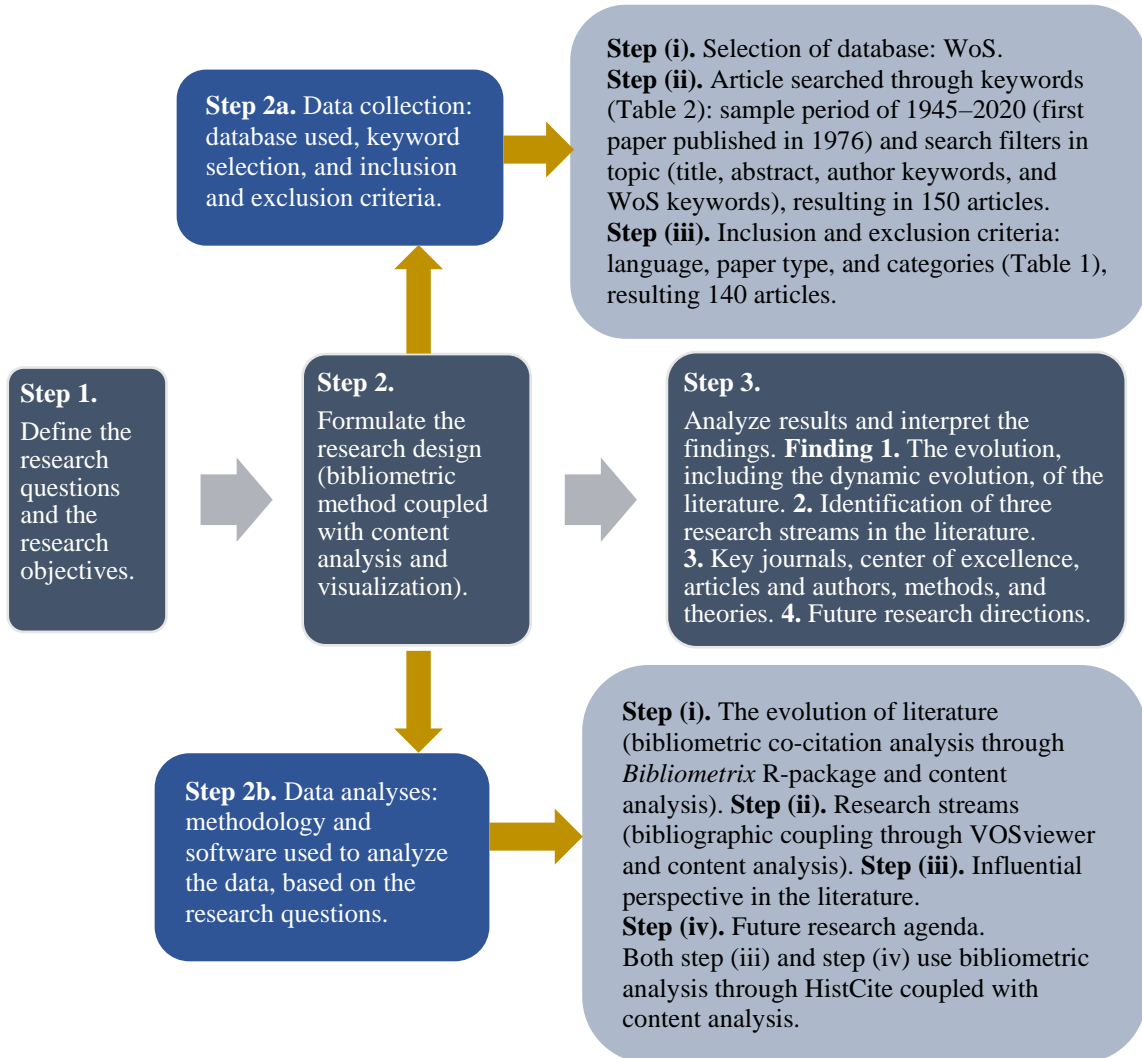 Step (i). Selection of database: WoS.
Step (ii). Article searched through keywords
(Table 2): sample period of 1945–2020 (first
paper published in 1976) and search filters in
topic (title, abstract, author keywords, and
WoS keywords), resulting in 150 articles.
Step (iii). Inclusion and exclusion criteria:
language, paper type, and categories (Table 1),
resulting 140 articles.
Step 2a. Data collection:
database used, keyword
selection, and inclusion
and exclusion criteria.
Step 1.
Define the
research
questions
and the
research
objectives.
Step 2.
Formulate the
research design
(bibliometric
method coupled
with content
analysis and
visualization).
Step 3.
Analyze results and interpret the
findings. Finding 1. The evolution,
including the dynamic evolution, of the
literature. 2. Identification of three
research streams in the literature.
3. Key journals, center of excellence,
articles and authors, methods, and
theories. 4. Future research directions.
Step 2b. Data analyses:
methodology and
software used to analyze
the data, based on the
research questions.
Step (i). The evolution of literature
(bibliometric co-citation analysis through
Bibliometrix R-package and content
analysis). Step (ii). Research streams
(bibliographic coupling through VOSviewer
and content analysis). Step (iii). Influential
perspective in the literature.
Step (iv). Future research agenda.
Both step (iii) and step (iv) use bibliometric
analysis through HistCite coupled with
content analysis.